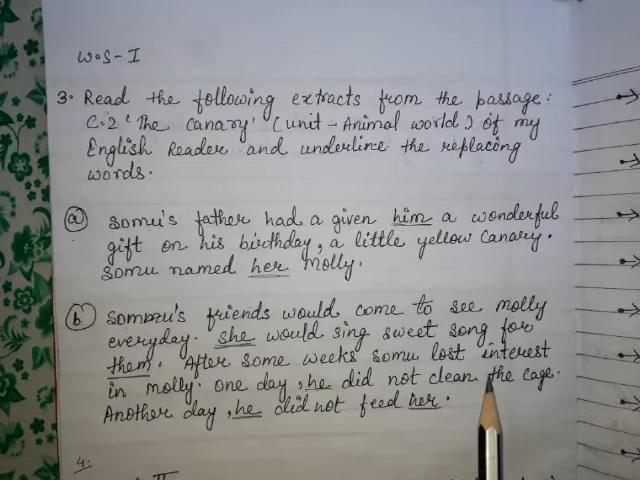 W.S-I
3. Read the following extracts from the passage:
C.2 'The Canary' (unit - Animal world) of my
English Reader and underline the replacing
words.
(a) Somu's father had a given him a wonderful
gift on his birthday, a little yellow Canary.
Somu named her Molly.
(b) Somu's friends would come to see Molly
everyday. She would sing sweet song for
them. After some weeks Somu lost interest
in Molly. One day, he did not clean the cage.
Another day, he did not feed her.
4.
II